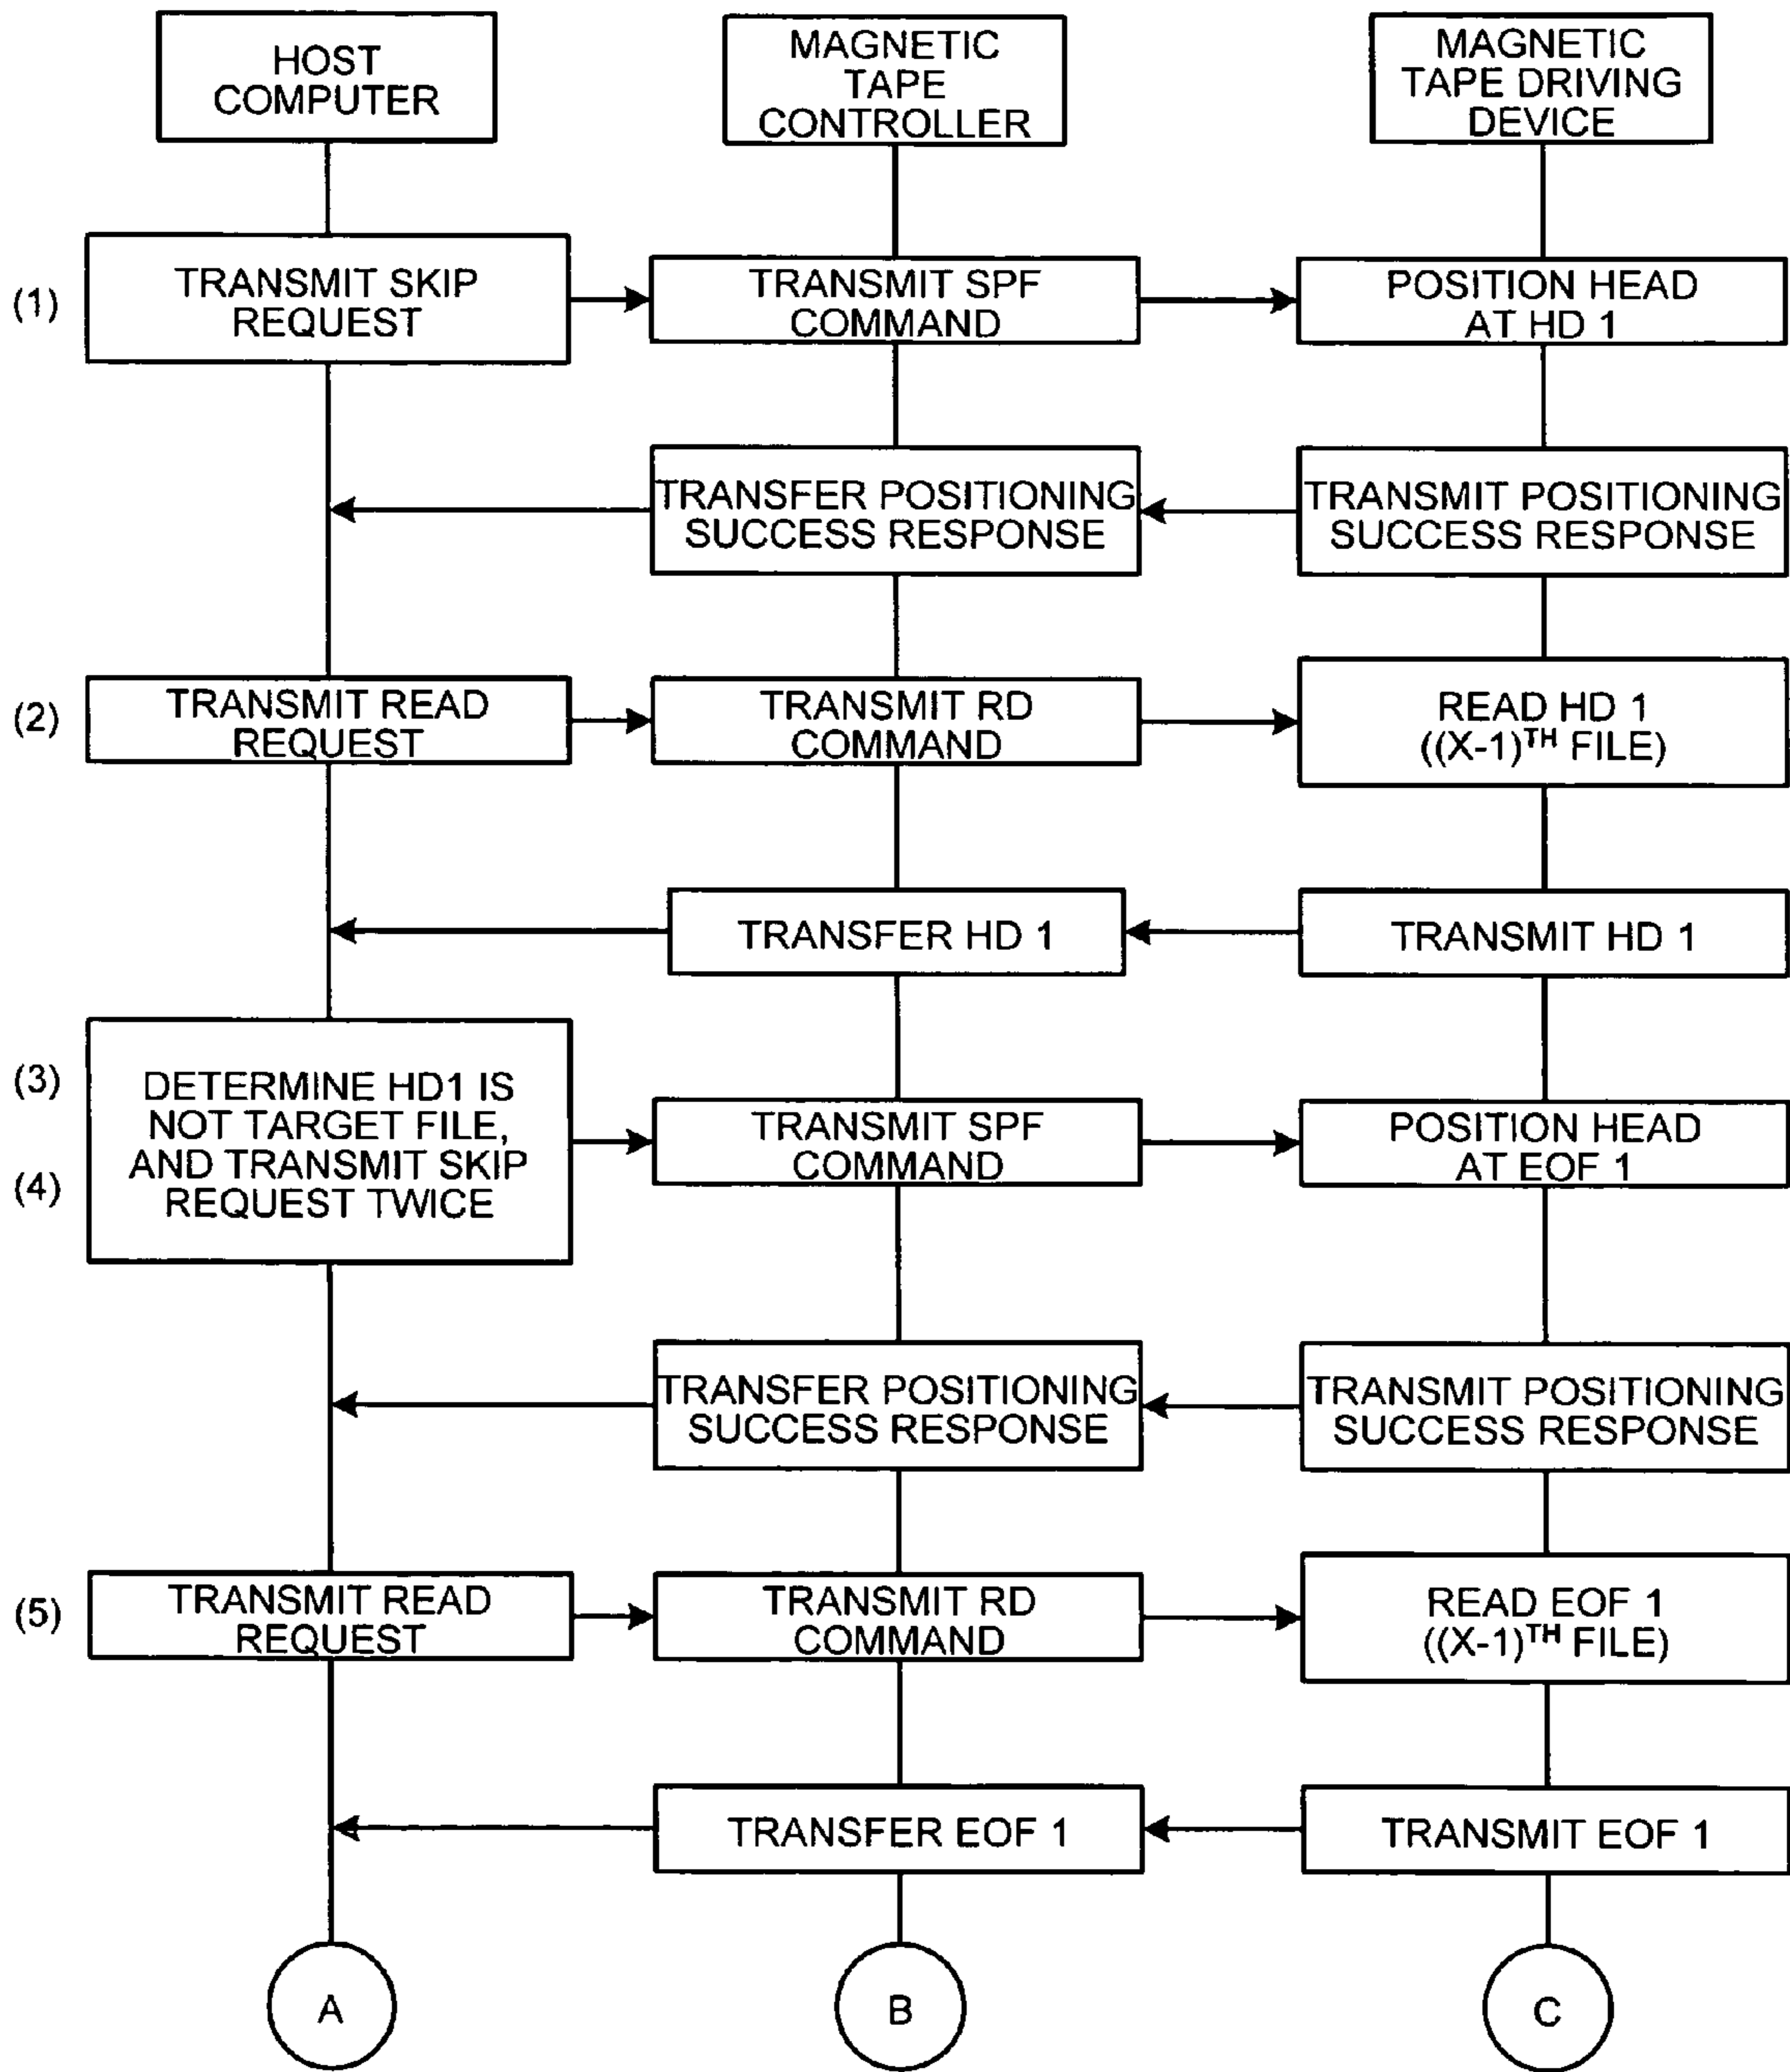 HOST
COMPUTER
MAGNETIC
TAPE
CONTROLLER
MAGNETIC
TAPE DRIVING
DEVICE
(1)
TRANSMIT SKIP
REQUEST
TRANSMIT SPF
COMMAND
POSITION HEAD
AT HD 1
TRANSFER POSITIONING
SUCCESS RESPONSE
TRANSMIT POSITIONING
SUCCESS RESPONSE
(2)
TRANSMIT READ
REQUEST
TRANSMIT RD
COMMAND
READ HD 1
((X-1)TH FILE)
TRANSFER HD 1
TRANSMIT HD 1
(3)
(4)
DETERMINE HD1 IS
NOT TARGET FILE,
AND TRANSMIT SKIP
REQUEST TWICE
TRANSMIT SPF
COMMAND
POSITION HEAD
AT EOF 1
TRANSFER POSITIONING
SUCCESS RESPONSE
TRANSMIT POSITIONING
SUCCESS RESPONSE
(5)
TRANSMIT READ
REQUEST
TRANSMIT RD
COMMAND
READ EOF 1
((X-1)TH FILE)
TRANSFER EOF 1
TRANSMIT EOF 1
A
B
C